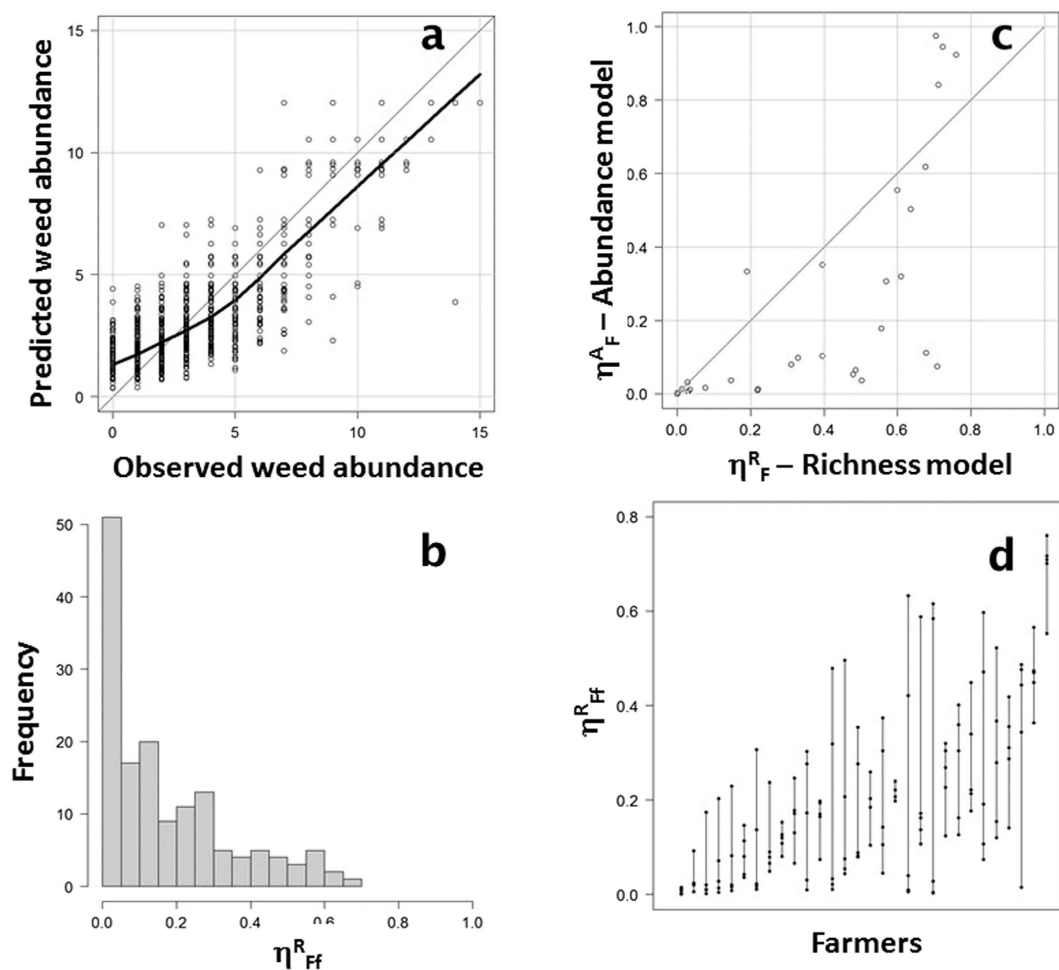 a
Predicted weed abundance
15
10
5
0
0 5 10 15
Observed weed abundance
c
η^A_F – Abundance model
1.0
0.8
0.6
0.4
0.2
0.0
0.0 0.2 0.4 0.6 0.8 1.0
η^R_F – Richness model
b
Frequency
50
40
30
20
10
0
0.0 0.2 0.4 0.6 0.8 1.0
η^R_Ff
d
η^R_Ff
0.8
0.6
0.4
0.2
0.0
Farmers